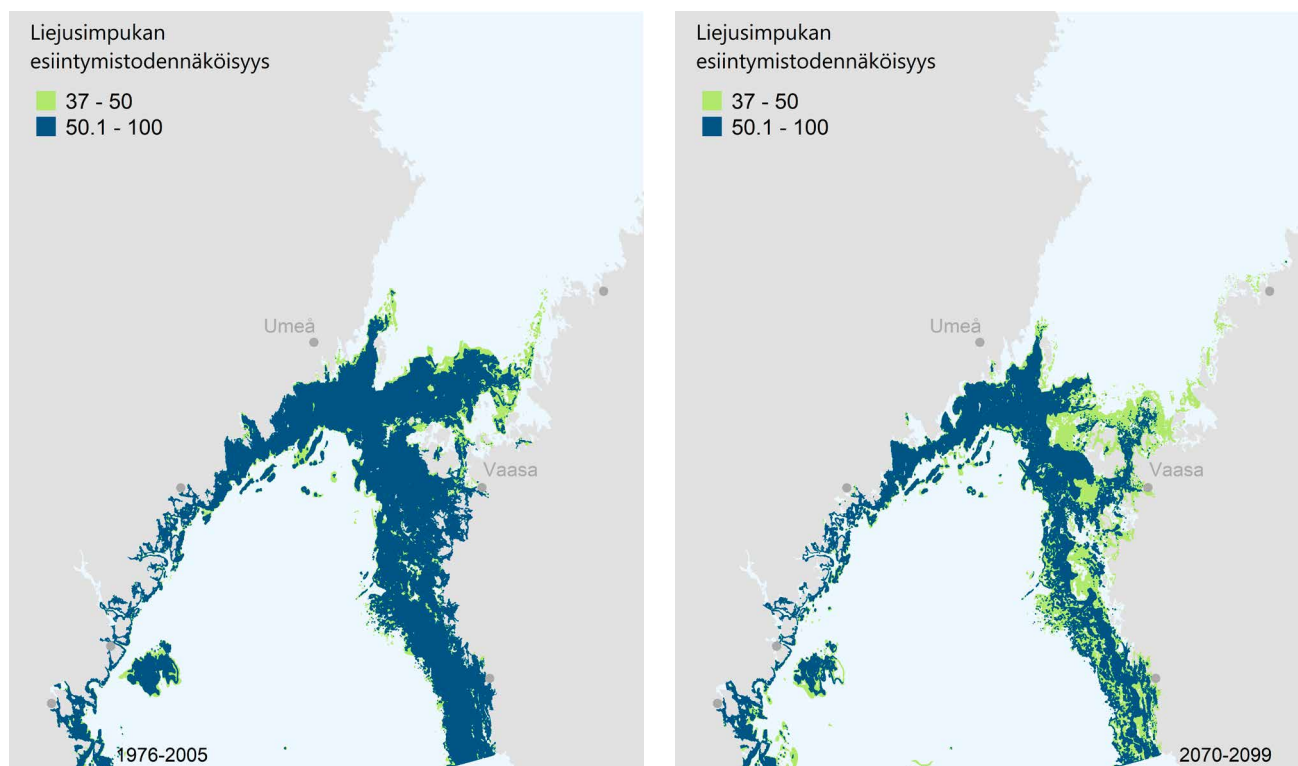 Liejusimpukan
esiintymistodennäköisyys
37 - 50
50.1 - 100
Umeå
Vaasa
1976-2005
Liejusimpukan
esiintymistodennäköisyys
37 - 50
50.1 - 100
Umeå
Vaasa
2070-2099